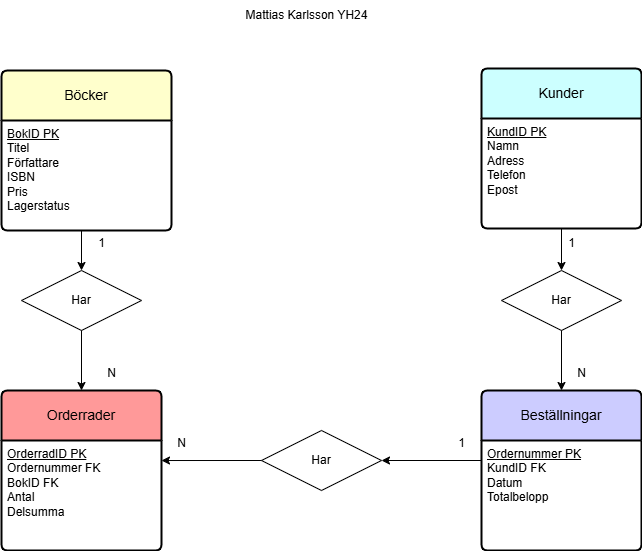 Mattias Karlsson YH24
Böcker
BokID PK
Titel
Författare
ISBN
Pris
Lagerstatus
Kunder
KundID PK
Namn
Adress
Telefon
Epost
1
Har
N
1
Har
N
Orderrader
OrderradID PK
Ordernummer FK
BokID FK
Antal
Delsumma
N
Har
1
Beställningar
Ordernummer PK
KundID FK
Datum
Totalbelopp